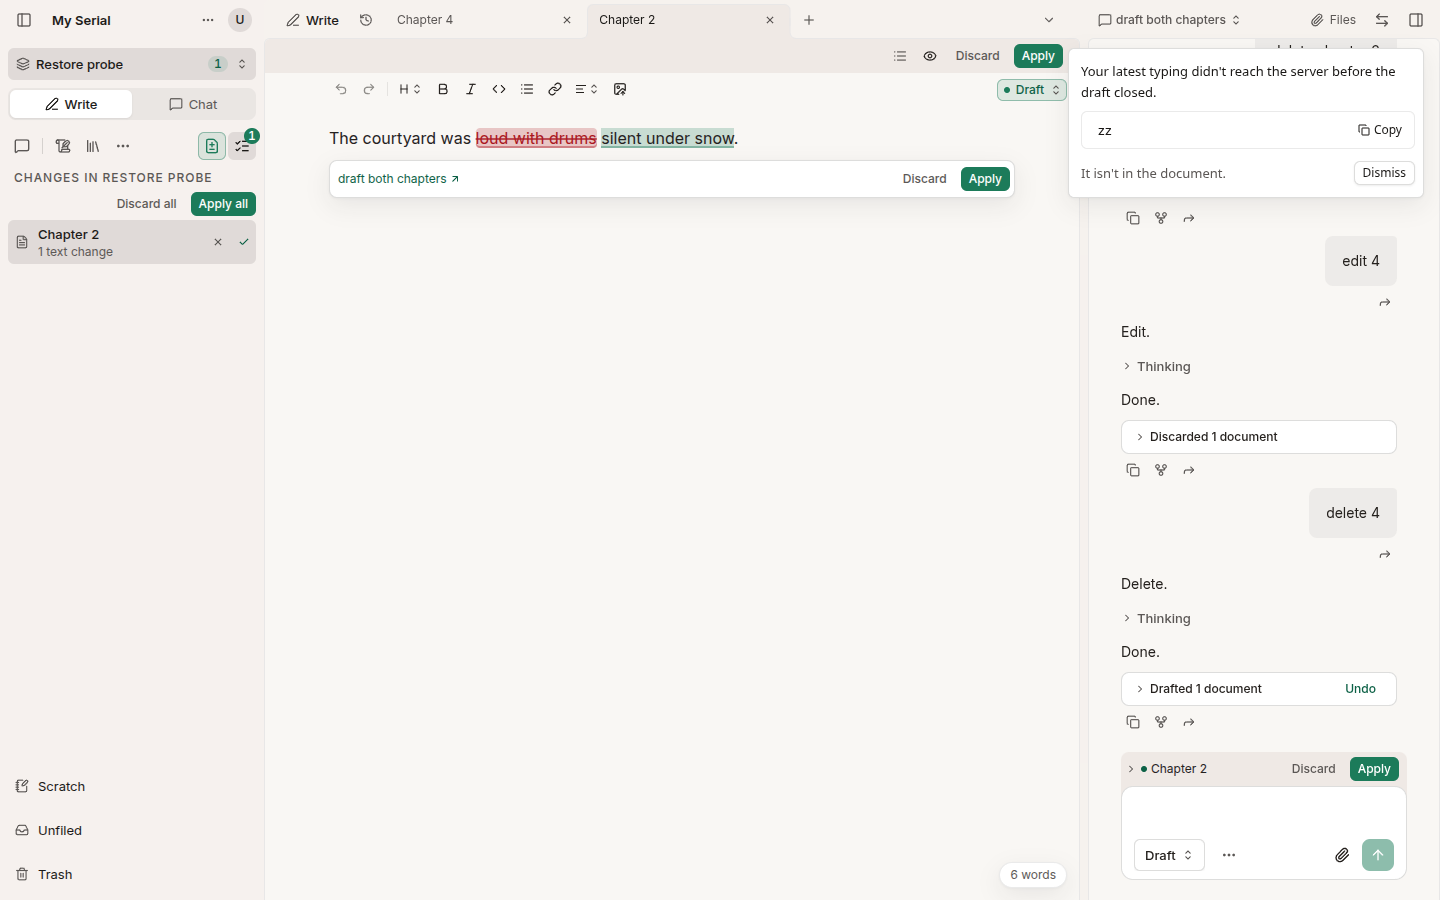 My Serial
U
Restore probe
1
Write
Chat
1
CHANGES IN RESTORE PROBE
Discard all
Apply all
Chapter 2
1 text change
Scratch
Unfiled
Trash
Write
Chapter 4
Chapter 2
Discard
Apply
H
B
I
Draft
The courtyard was loud with drums silent under snow.
draft both chapters
Discard
Apply
6 words
draft both chapters
Files
Your latest typing didn't reach the server before the
draft closed.
zz
Copy
It isn't in the document.
Dismiss
edit 4
Edit.
Thinking
Done.
Discarded 1 document
delete 4
Delete.
Thinking
Done.
Drafted 1 document
Undo
Chapter 2
Discard
Apply
Draft